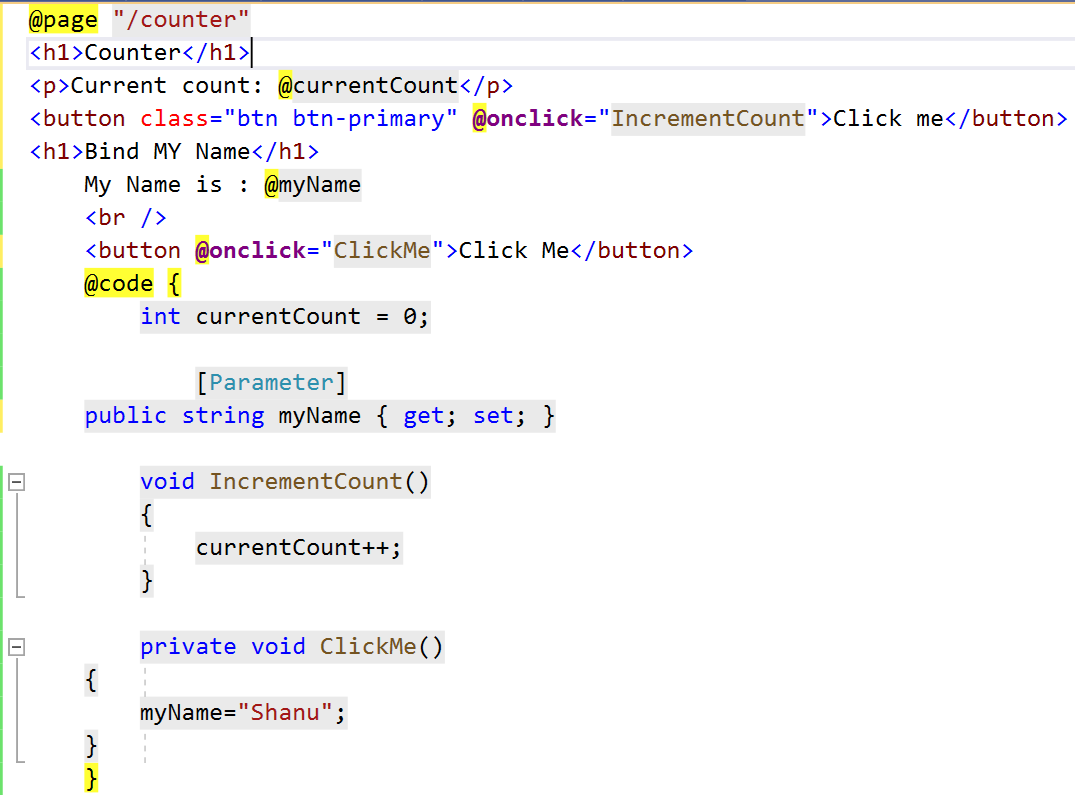 @page "/counter"
<h1>Counter</h1>
<p>Current count: @currentCount</p>
<button class="btn btn-primary" @onclick="IncrementCount">Click me</button>
<h1>Bind MY Name</h1>
My Name is : @myName
<br />
<button @onclick="ClickMe">Click Me</button>
@code {
int currentCount = 0;
[Parameter]
public string myName { get; set; }
void IncrementCount()
{
currentCount++;
}
private void ClickMe()
{
myName="Shanu";
}
}